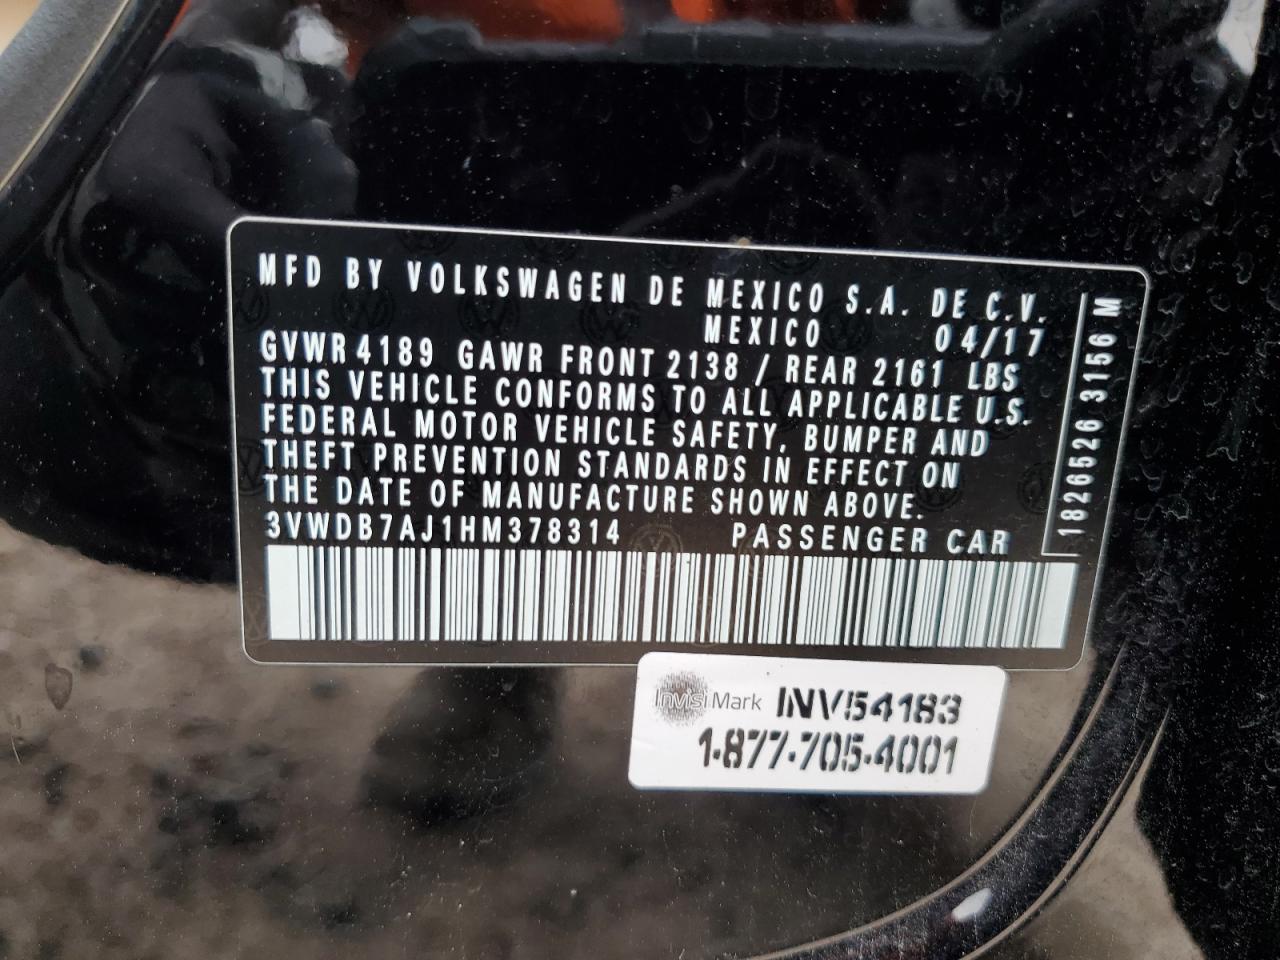 MFD BY VOLKSWAGEN DE MEXICO S.A. DE C.V.
MEXICO 04/17
GVWR 4189 GAWR FRONT 2138 / REAR 2161 LBS
THIS VEHICLE CONFORMS TO ALL APPLICABLE U.S.
FEDERAL MOTOR VEHICLE SAFETY, BUMPER AND
THEFT PREVENTION STANDARDS IN EFFECT ON
THE DATE OF MANUFACTURE SHOWN ABOVE.
3VWDB7AJ1HM378314 PASSENGER CAR
1826526 3156 M
InvisiMark INV54183
1-877-705-4001